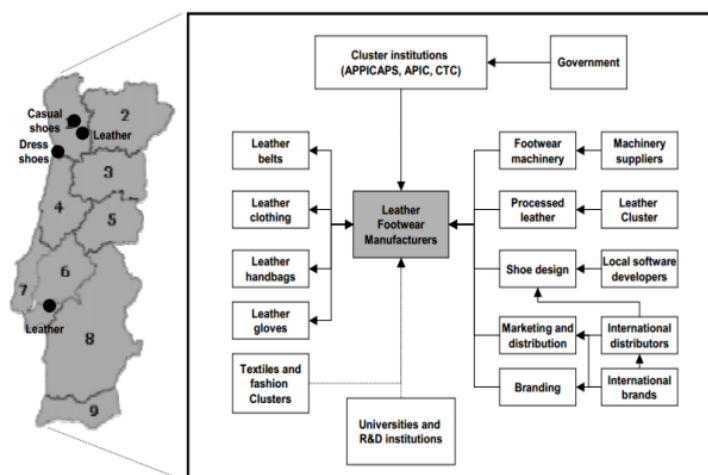 Casual
shoes
Leather
Dress
shoes
2
3
4
5
6
7
Leather
8
9
Cluster institutions
(APPICAPS, APIC, CTC)
Government
Leather
belts
Leather
clothing
Leather
handbags
Leather
gloves
Textiles and
fashion
Clusters
Leather
Footwear
Manufacturers
Universities and
R&D institutions
Footwear
machinery
Machinery
suppliers
Processed
leather
Leather
Cluster
Shoe design
Local software
developers
Marketing and
distribution
International
distributors
Branding
International
brands